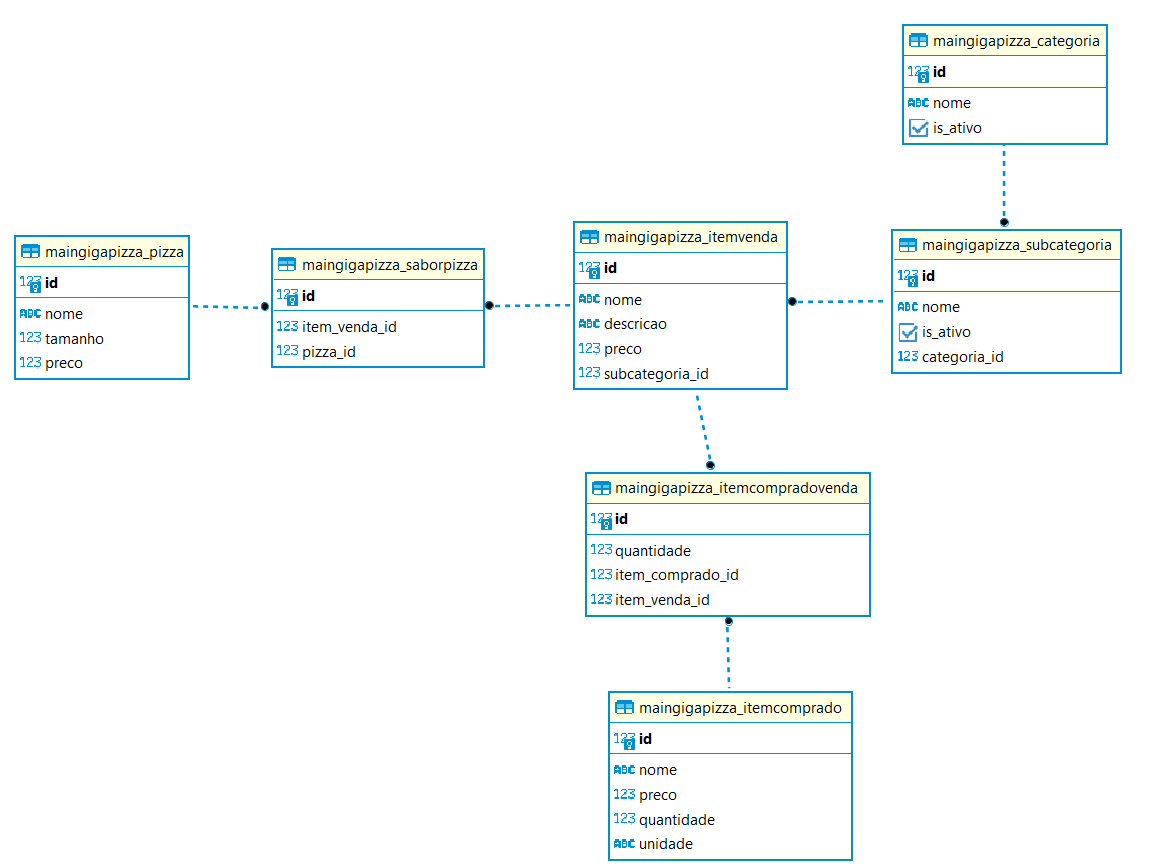 maingigapizza_categoria
123 id
ABC nome
is_ativo
maingigapizza_pizza
123 id
ABC nome
123 tamanho
123 preco
maingigapizza_saborpizza
123 id
123 item_venda_id
123 pizza_id
maingigapizza_itemvenda
123 id
ABC nome
ABC descricao
123 preco
123 subcategoria_id
maingigapizza_subcategoria
123 id
ABC nome
is_ativo
123 categoria_id
maingigapizza_itemcompradovenda
123 id
123 quantidade
123 item_comprado_id
123 item_venda_id
maingigapizza_itemcomprado
123 id
ABC nome
123 preco
123 quantidade
ABC unidade